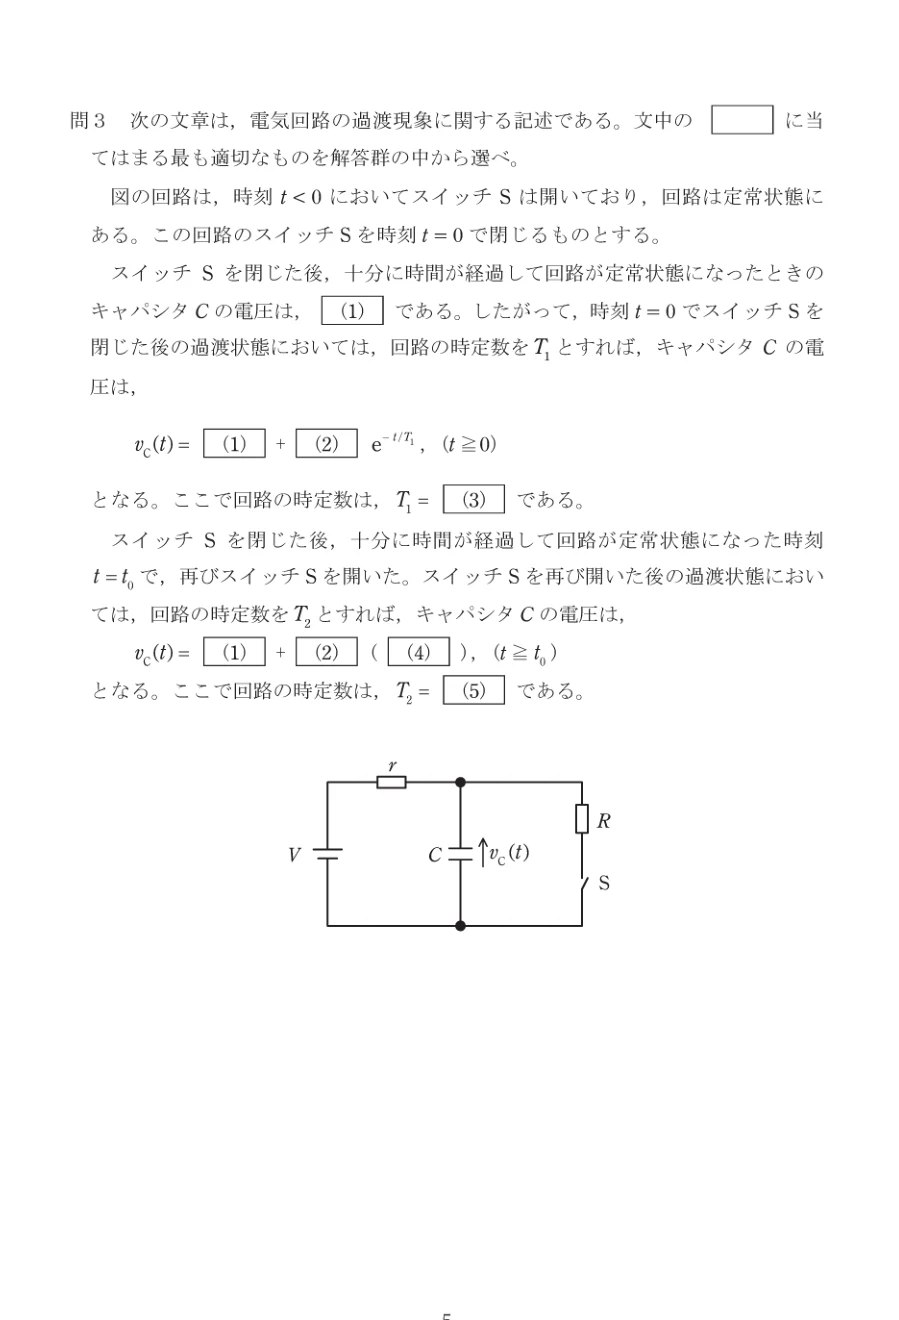 問３　次の文章は，電気回路の過渡現象に関する記述である。文中の　　　　に当
てはまる最も適切なものを解答群の中から選べ。
図の回路は，時刻 t < 0 においてスイッチ S は開いており，回路は定常状態に
ある。この回路のスイッチ S を時刻 t = 0 で閉じるものとする。
スイッチ S を閉じた後，十分に時間が経過して回路が定常状態になったときの
キャパシタ C の電圧は， (1) である。したがって，時刻 t = 0 でスイッチ S を
閉じた後の過渡状態においては，回路の時定数を T₁ とすれば，キャパシタ C の電
圧は，
v_C(t) = (1) + (2) e^{−t/T₁}，(t ≧ 0)
となる。ここで回路の時定数は，T₁ = (3) である。
スイッチ S を閉じた後，十分に時間が経過して回路が定常状態になった時刻
t = t₀ で，再びスイッチ S を開いた。スイッチ S を再び開いた後の過渡状態におい
ては，回路の時定数を T₂ とすれば，キャパシタ C の電圧は，
v_C(t) = (1) + (2) ( (4) )，(t ≧ t₀)
となる。ここで回路の時定数は，T₂ = (5) である。
r
R
V
C
v_C(t)
S